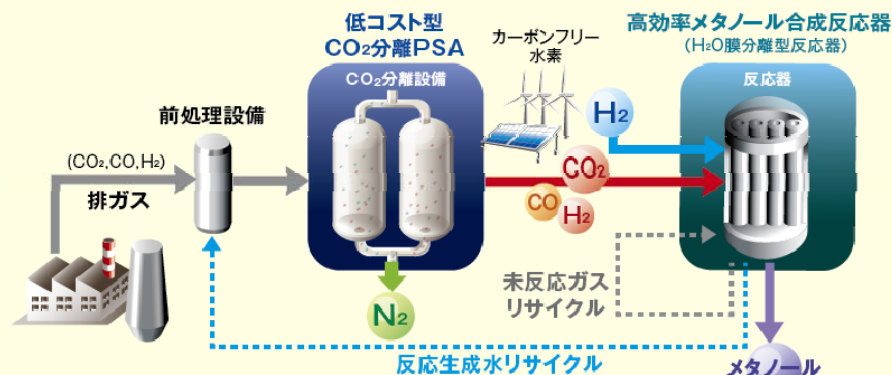 低コスト型
CO₂分離PSA
CO₂分離設備
カーボンフリー
水素
高効率メタノール合成反応器
(H₂O膜分離型反応器)
反応器
前処理設備
H₂
(CO₂,CO,H₂)
排ガス
CO₂
CO
H₂
未反応ガス
リサイクル
N₂
反応生成水リサイクル
メタノール